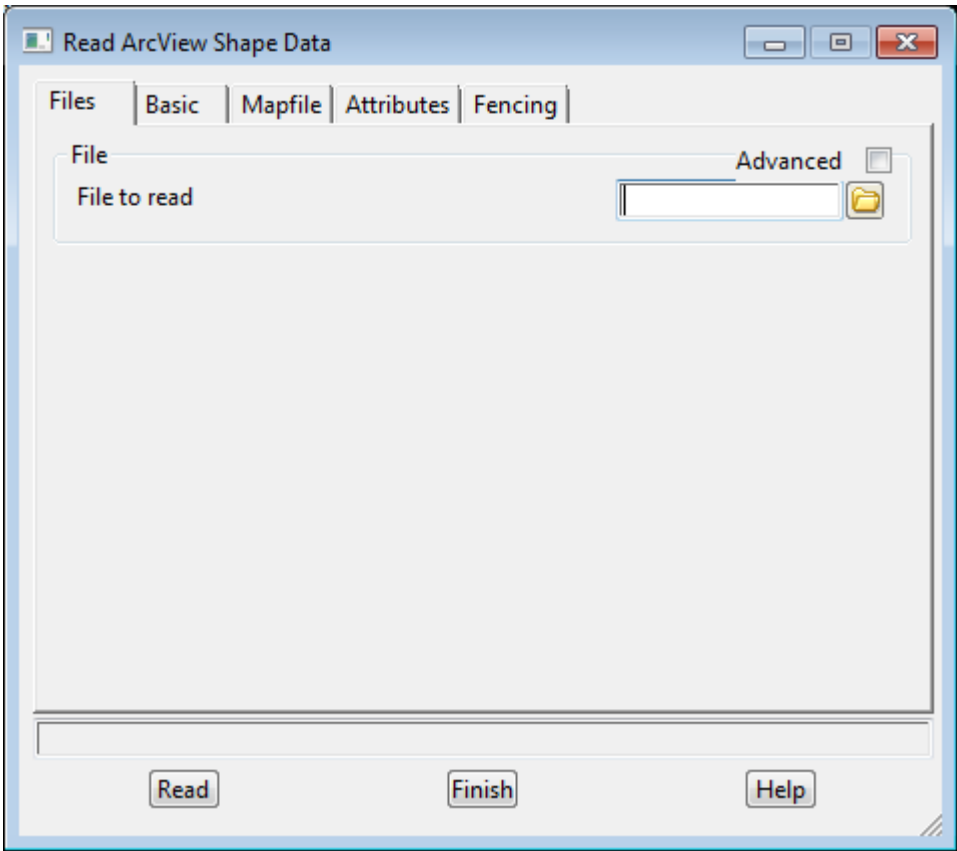 Read ArcView Shape Data
Files Basic Mapfile Attributes Fencing
File Advanced
File to read
Read Finish Help